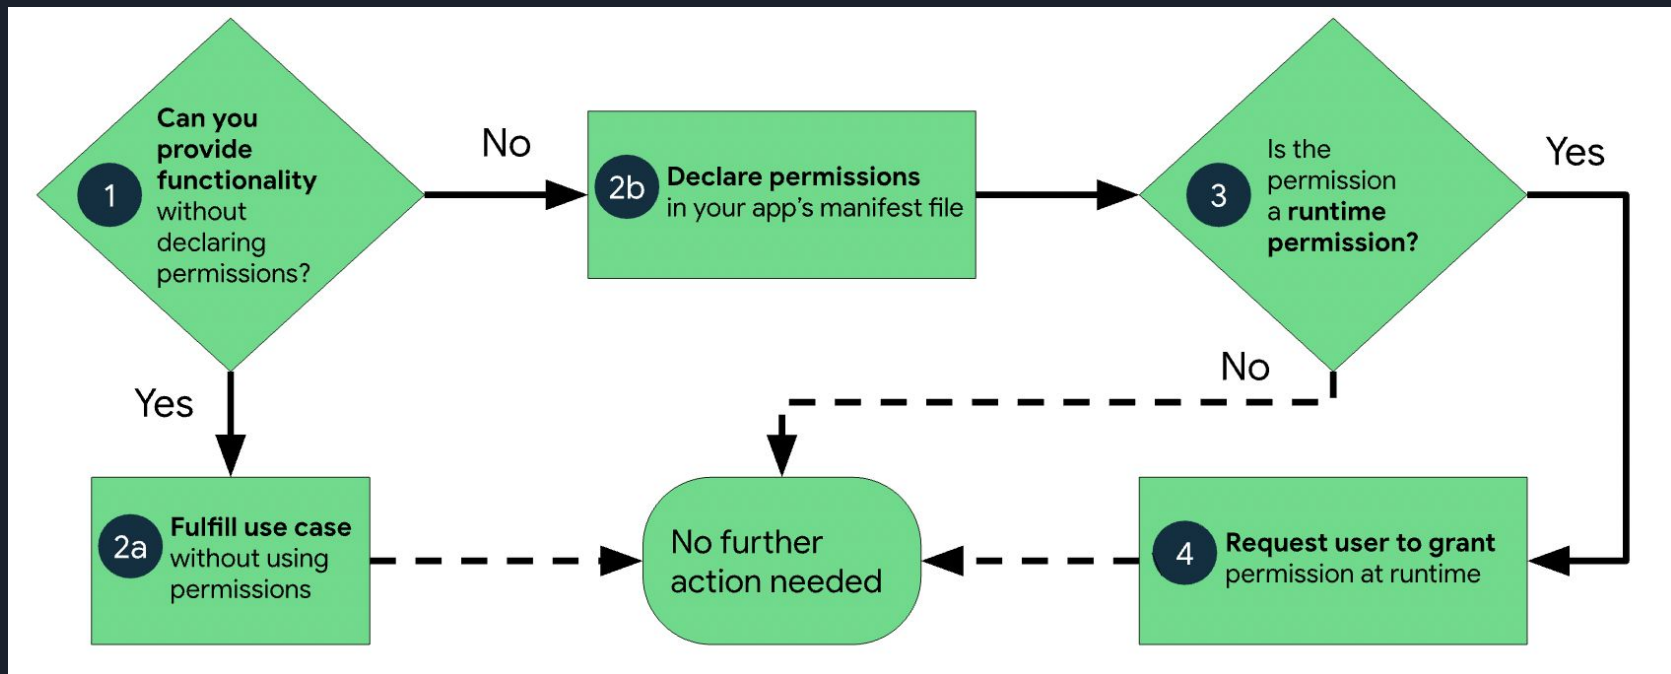 1
Can you
provide
functionality
without
declaring
permissions?
No
2b
Declare permissions
in your app's manifest file
3
Is the
permission
a runtime
permission?
Yes
No
Yes
2a
Fulfill use case
without using
permissions
No further
action needed
4
Request user to grant
permission at runtime